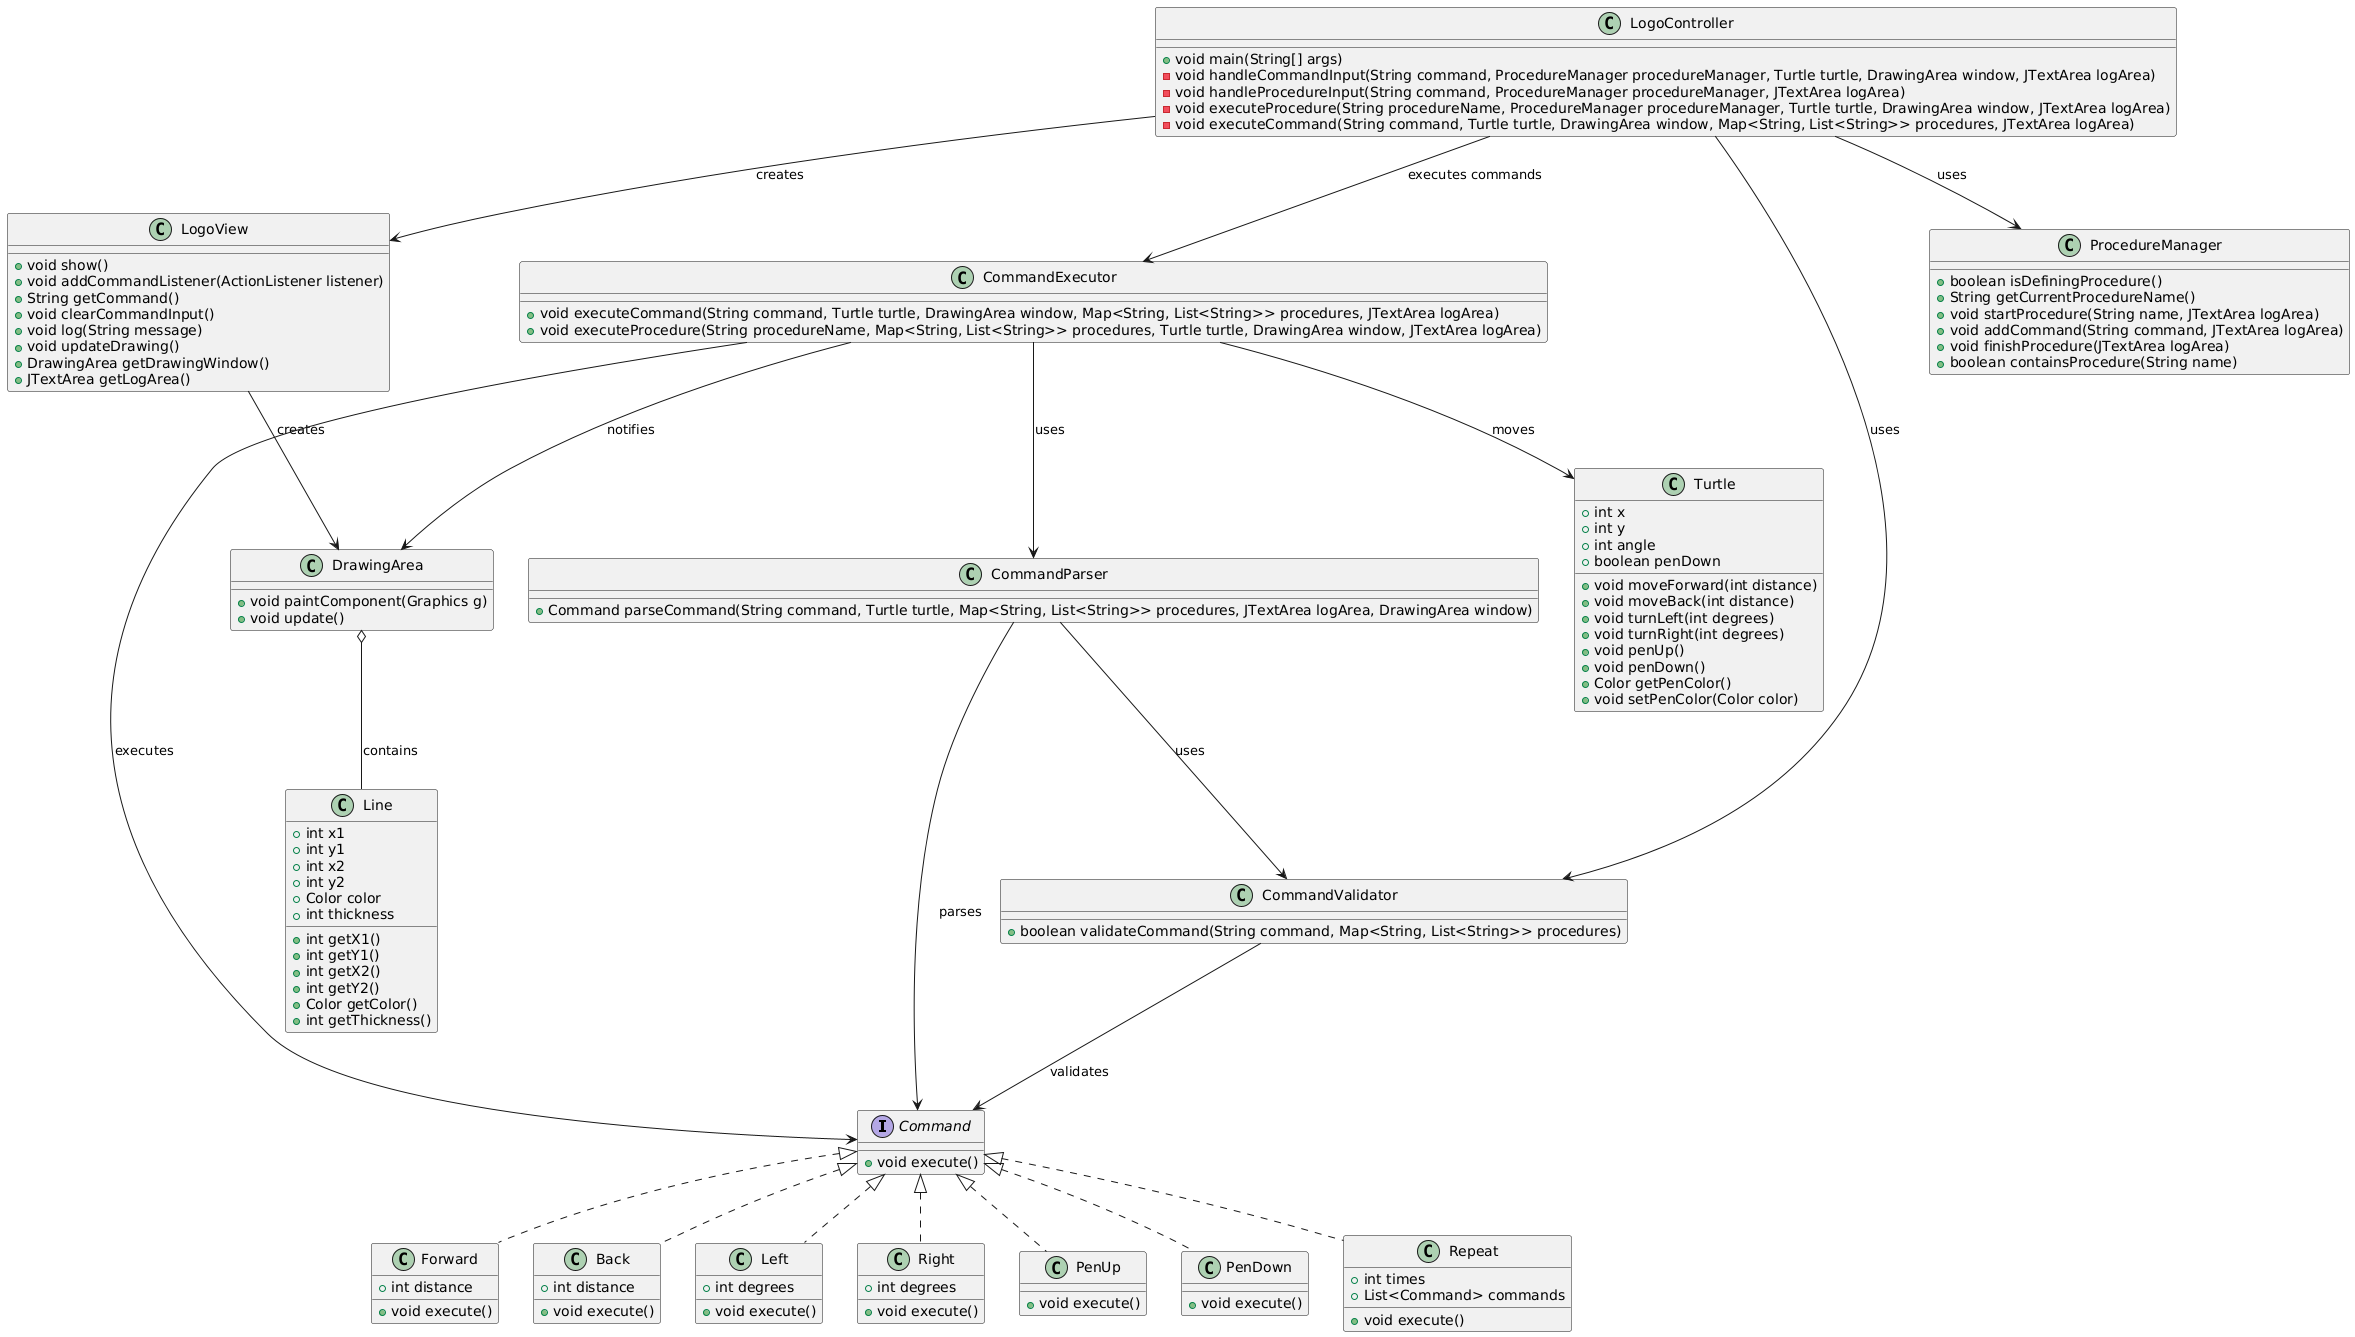 C LogoController
void main(String[] args)
void handleCommandInput(String command, ProcedureManager procedureManager, Turtle turtle, DrawingArea window, JTextArea logArea)
void handleProcedureInput(String command, ProcedureManager procedureManager, JTextArea logArea)
void executeProcedure(String procedureName, ProcedureManager procedureManager, Turtle turtle, DrawingArea window, JTextArea logArea)
void executeCommand(String command, Turtle turtle, DrawingArea window, Map<String, List<String>> procedures, JTextArea logArea)
creates
executes commands
uses
uses
C LogoView
void show()
void addCommandListener(ActionListener listener)
String getCommand()
void clearCommandInput()
void log(String message)
void updateDrawing()
DrawingArea getDrawingWindow()
JTextArea getLogArea()
C CommandExecutor
void executeCommand(String command, Turtle turtle, DrawingArea window, Map<String, List<String>> procedures, JTextArea logArea)
void executeProcedure(String procedureName, Map<String, List<String>> procedures, Turtle turtle, DrawingArea window, JTextArea logArea)
C ProcedureManager
boolean isDefiningProcedure()
String getCurrentProcedureName()
void startProcedure(String name, JTextArea logArea)
void addCommand(String command, JTextArea logArea)
void finishProcedure(JTextArea logArea)
boolean containsProcedure(String name)
creates
notifies
uses
moves
C DrawingArea
void paintComponent(Graphics g)
void update()
C CommandParser
Command parseCommand(String command, Turtle turtle, Map<String, List<String>> procedures, JTextArea logArea, DrawingArea window)
C Turtle
int x
int y
int angle
boolean penDown
void moveForward(int distance)
void moveBack(int distance)
void turnLeft(int degrees)
void turnRight(int degrees)
void penUp()
void penDown()
Color getPenColor()
void setPenColor(Color color)
executes
contains
uses
C Line
int x1
int y1
int x2
int y2
Color color
int thickness
int getX1()
int getY1()
int getX2()
int getY2()
Color getColor()
int getThickness()
parses
C CommandValidator
boolean validateCommand(String command, Map<String, List<String>> procedures)
validates
I Command
void execute()
C Forward
int distance
void execute()
C Back
int distance
void execute()
C Left
int degrees
void execute()
C Right
int degrees
void execute()
C PenUp
void execute()
C PenDown
void execute()
C Repeat
int times
List<Command> commands
void execute()